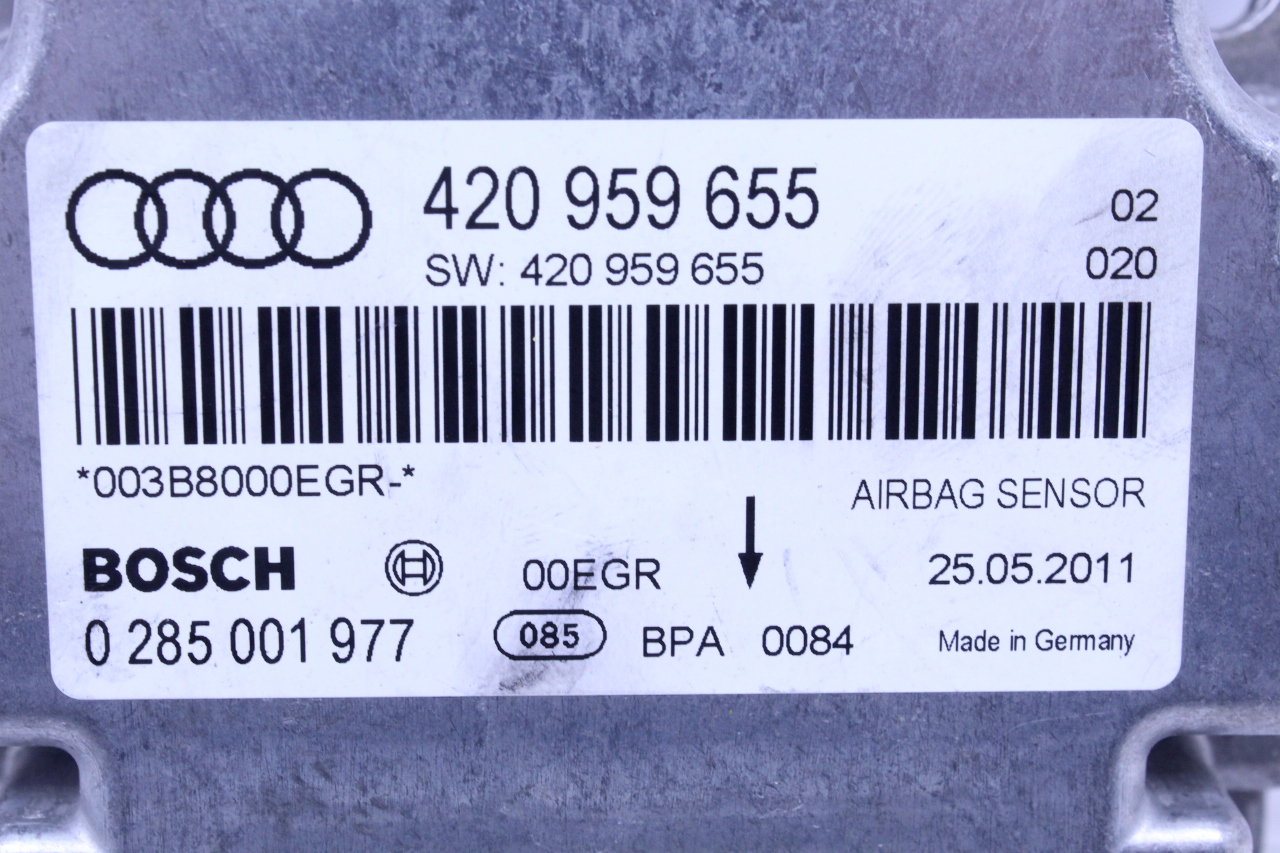 420 959 655 02
SW: 420 959 655 020
*003B8000EGR-*
AIRBAG SENSOR
BOSCH 00EGR 25.05.2011
0 285 001 977 085 BPA 0084 Made in Germany